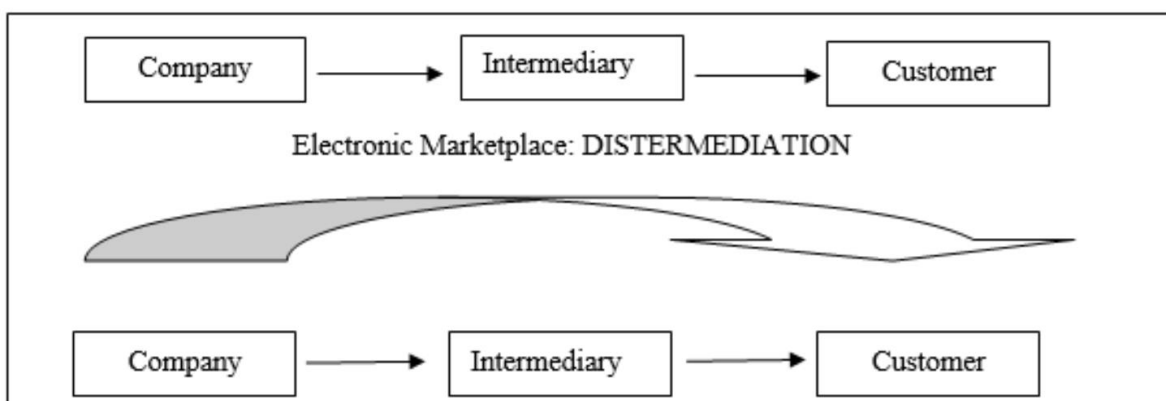 Company Intermediary Customer
Electronic Marketplace: DISTERMEDIATION
Company Intermediary Customer